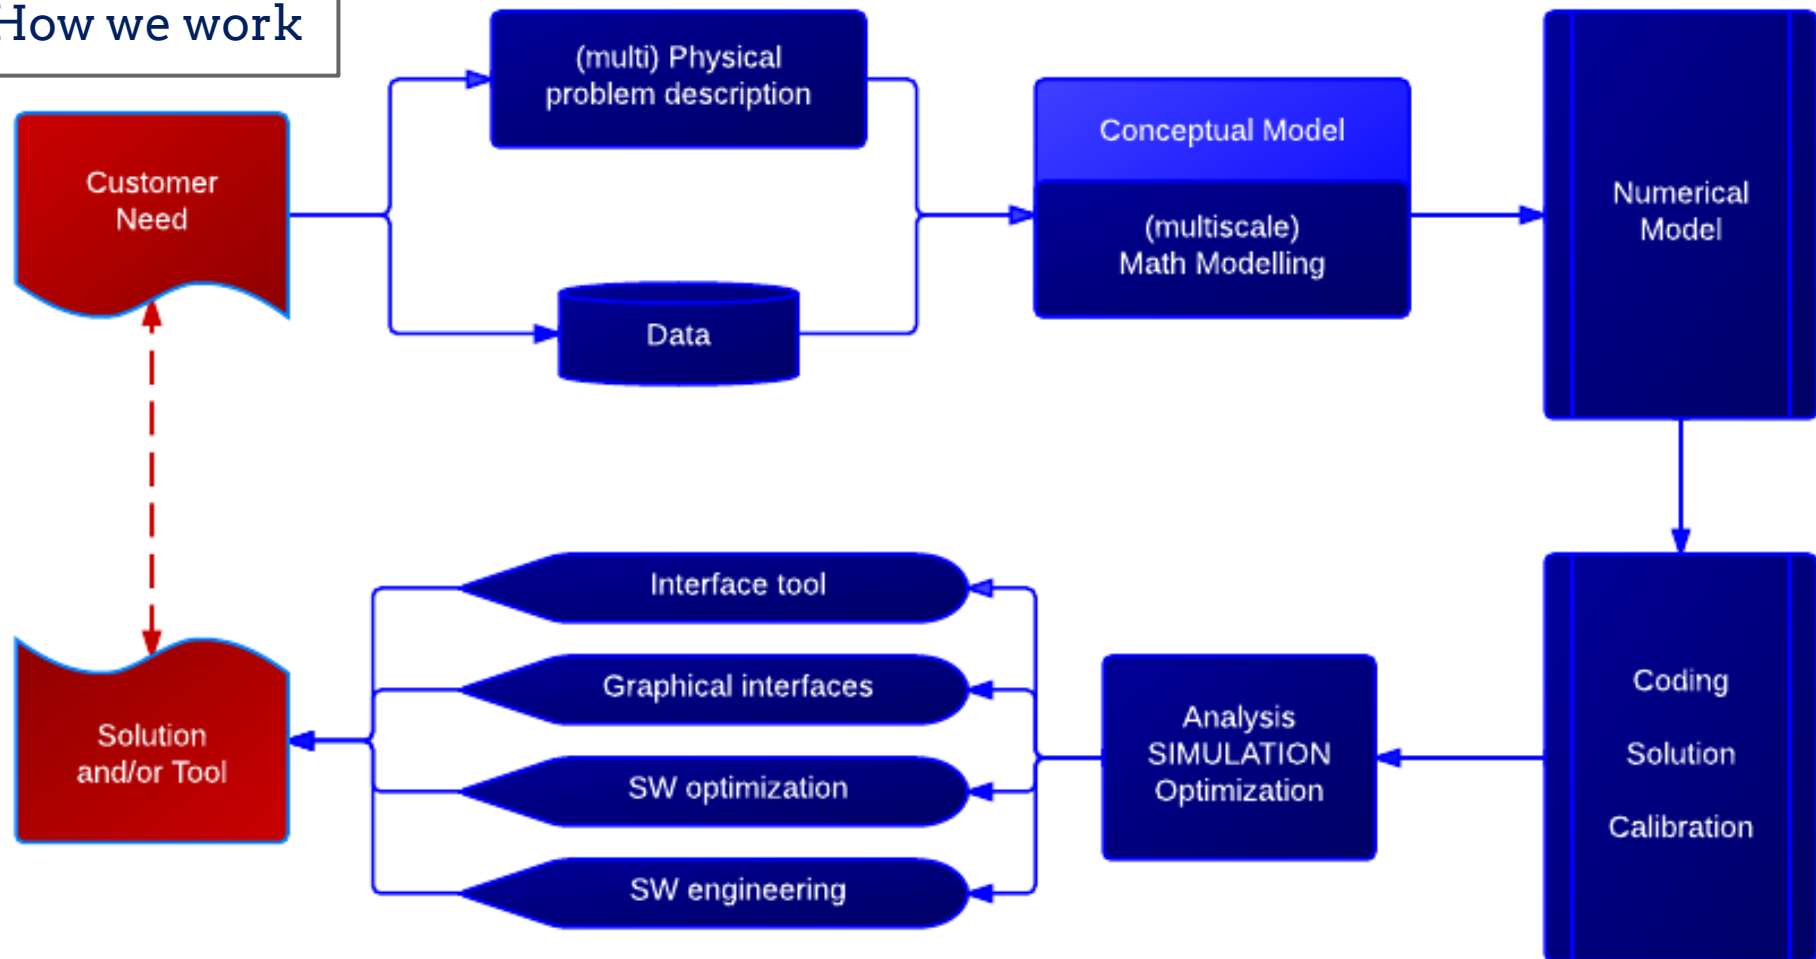 How we work
(multi) Physical
problem description
Customer
Need
Data
Conceptual Model
(multiscale)
Math Modelling
Numerical
Model
Coding
Solution
Calibration
Analysis
SIMULATION
Optimization
Interface tool
Graphical interfaces
SW optimization
SW engineering
Solution
and/or Tool